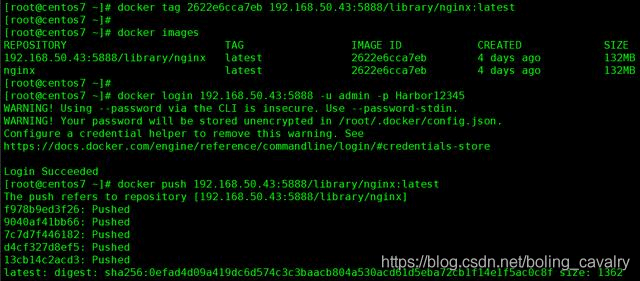 [root@centos7 ~]# docker tag 2622e6cca7eb 192.168.50.43:5888/library/nginx:latest
[root@centos7 ~]#
[root@centos7 ~]# docker images
REPOSITORY TAG IMAGE ID CREATED SIZE
192.168.50.43:5888/library/nginx latest 2622e6cca7eb 4 days ago 132MB
nginx latest 2622e6cca7eb 4 days ago 132MB
[root@centos7 ~]#
[root@centos7 ~]# docker login 192.168.50.43:5888 -u admin -p Harbor12345
WARNING! Using --password via the CLI is insecure. Use --password-stdin.
WARNING! Your password will be stored unencrypted in /root/.docker/config.json.
Configure a credential helper to remove this warning. See
https://docs.docker.com/engine/reference/commandline/login/#credentials-store
Login Succeeded
[root@centos7 ~]# docker push 192.168.50.43:5888/library/nginx:latest
The push refers to repository [192.168.50.43:5888/library/nginx]
f978b9ed3f26: Pushed
9040af41bb66: Pushed
7c7d7f446182: Pushed
d4cf327d8ef5: Pushed
13cb14c2acd3: Pushed
https://blog.csdn.net/boling_cavalry
latest: digest: sha256:0efad4d09a419dc6d574c3c3baacb804a530acd61d5eba72cb1f14e1f5ac0c8f size: 1362